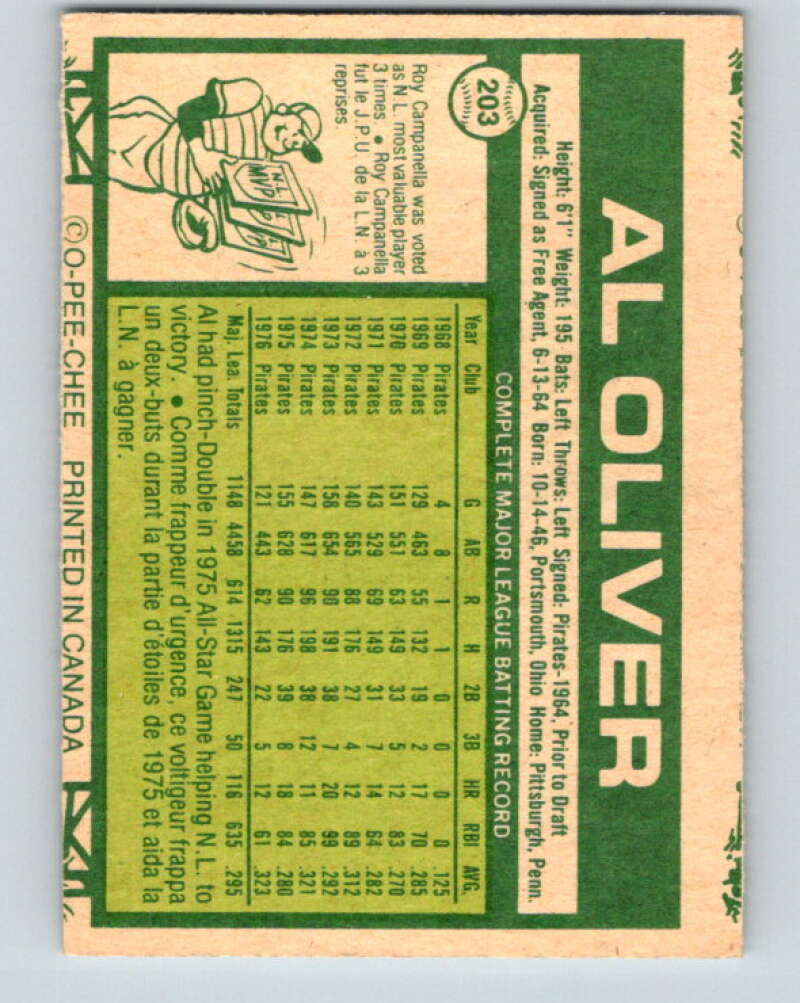 203
AL OLIVER
Height: 6'1" Weight: 195 Bats: Left Throws: Left Signed: Pirates-1964, Prior to Draft
Acquired: Signed as Free Agent, 6-13-64 Born: 10-14-46, Portsmouth, Ohio Home: Pittsburgh, Penn.
COMPLETE MAJOR LEAGUE BATTING RECORD
Year Club G AB R H 2B 3B HR RBI AVG.
1968 Pirates 4 8 1 1 0 0 0 0 .125
1969 Pirates 129 463 55 132 19 2 17 70 .285
1970 Pirates 151 551 63 149 33 5 12 83 .270
1971 Pirates 143 529 69 149 31 7 14 64 .282
1972 Pirates 140 565 88 176 27 4 12 89 .312
1973 Pirates 158 654 90 191 38 7 20 99 .292
1974 Pirates 147 617 96 198 38 12 11 85 .321
1975 Pirates 155 628 90 176 39 8 18 84 .280
1976 Pirates 121 443 62 143 22 5 12 61 .323
Maj. Lea. Totals 1148 4458 614 1315 247 50 116 635 .295
Al had pinch-Double in 1975 All-Star Game helping N.L. to
victory. • Comme frappeur d'urgence, ce voltigeur frappa
un deux-buts durant la partie d'étoiles de 1975 et aida la
L.N. à gagner.
Roy Campanella was voted
as N.L. most valuable player
3 times. • Roy Campanella
fut le J.P.U. de la L.N. à 3
reprises.
N.L.
MVP
© O-PEE-CHEE PRINTED IN CANADA